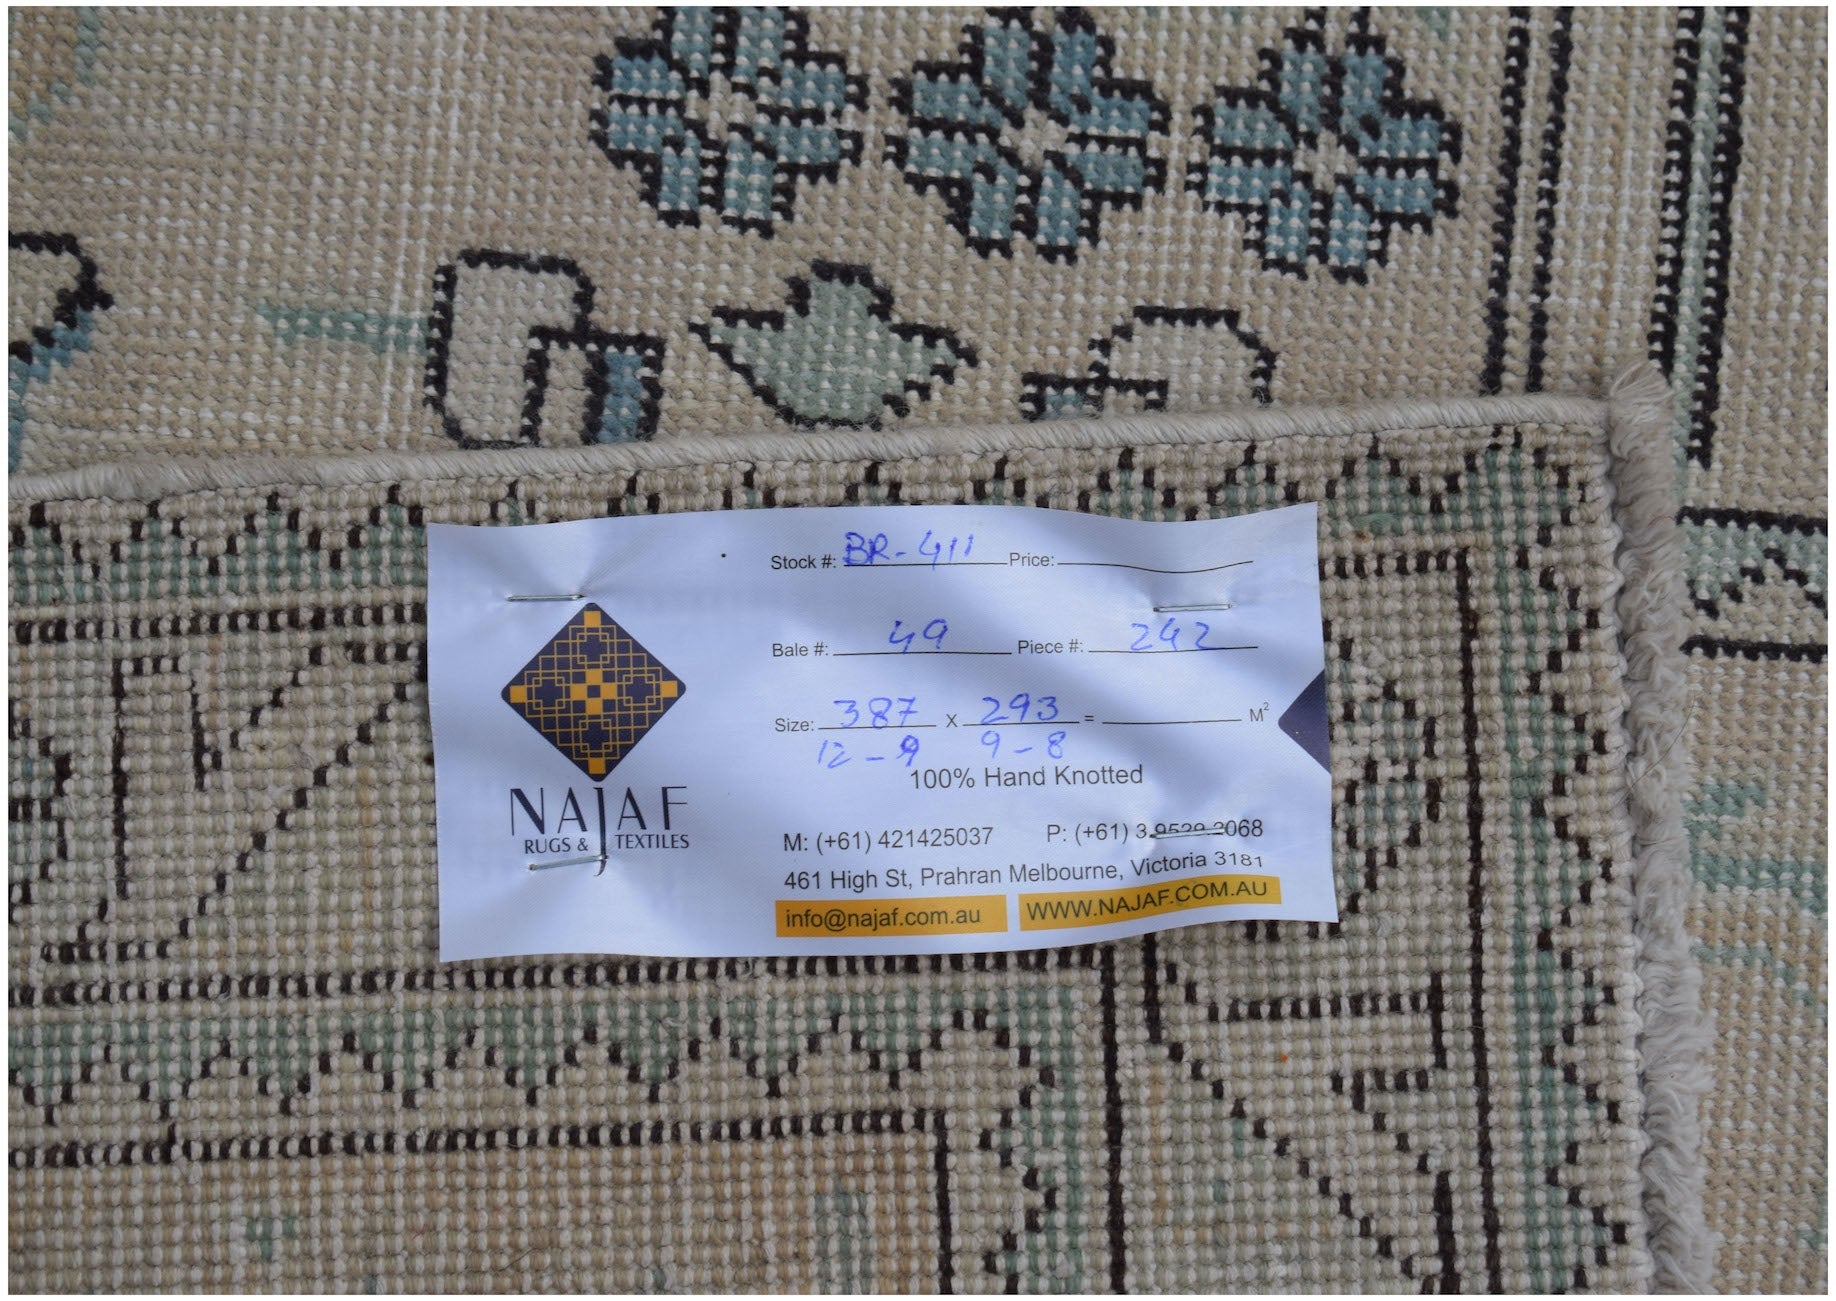 Stock #: BR-411 Price:
Bale #: 49 Piece #: 242
Size: 387 X 293 = M²
12-9 9-8
100% Hand Knotted
NAJAF
RUGS & TEXTILES
M: (+61) 421425037 P: (+61) 3 9529 2068
461 High St, Prahran Melbourne, Victoria 3181
info@najaf.com.au WWW.NAJAF.COM.AU